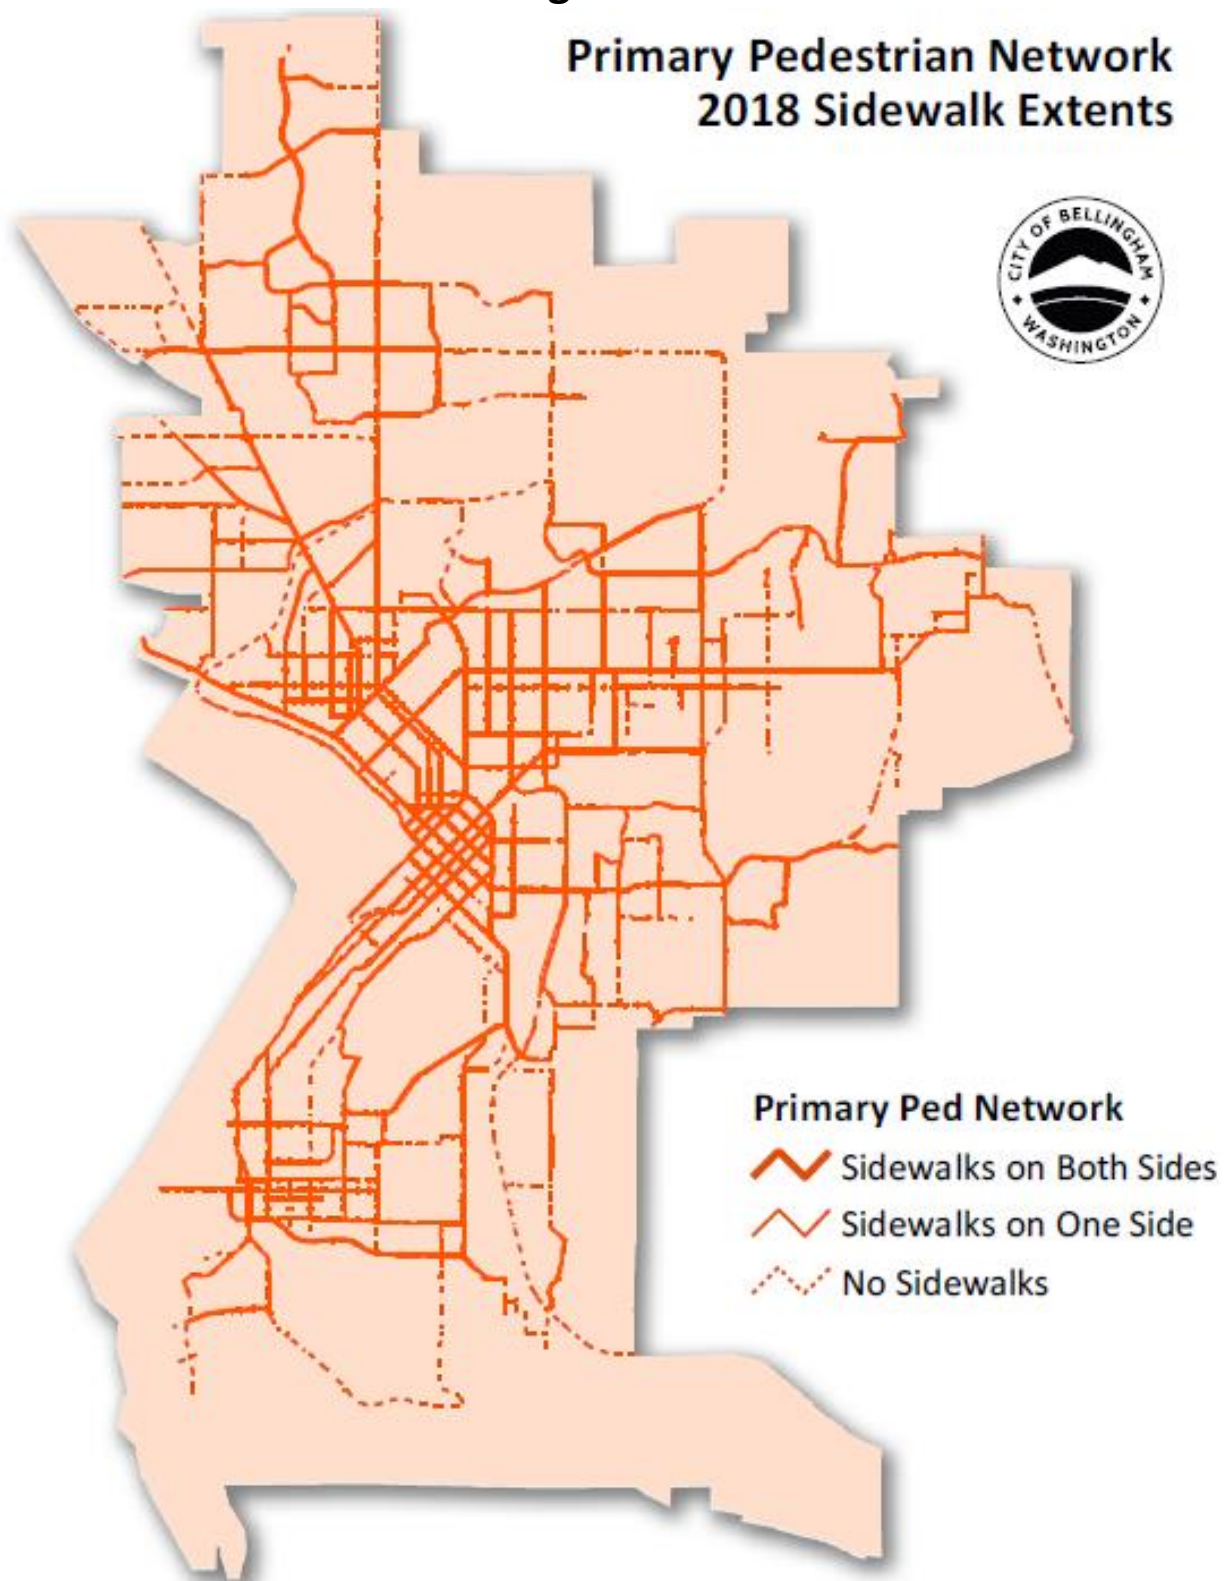 Primary Pedestrian Network
2018 Sidewalk Extents
CITY OF BELLINGHAM
WASHINGTON
Primary Ped Network
Sidewalks on Both Sides
Sidewalks on One Side
No Sidewalks